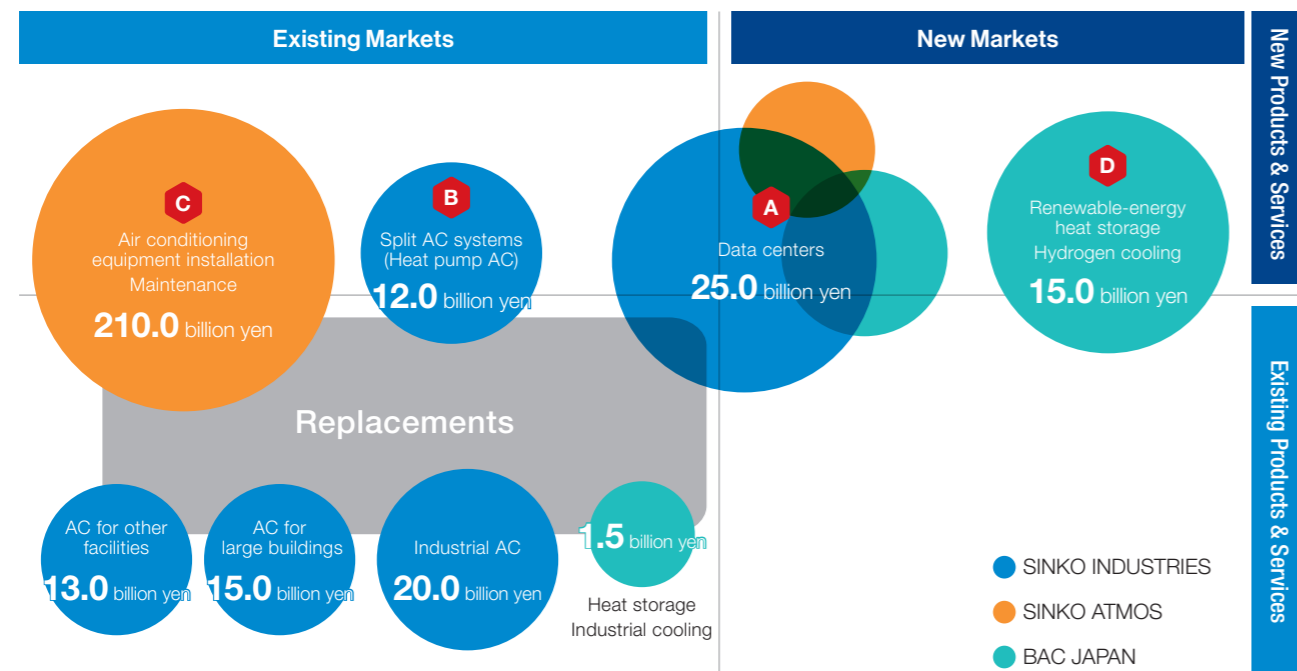 Existing Markets
New Markets
New Products & Services
C
Air conditioning
equipment installation
Maintenance
210.0 billion yen
B
Split AC systems
(Heat pump AC)
12.0 billion yen
A
Data centers
25.0 billion yen
D
Renewable-energy
heat storage
Hydrogen cooling
15.0 billion yen
Existing Products & Services
Replacements
AC for other
facilities
13.0 billion yen
AC for
large buildings
15.0 billion yen
Industrial AC
20.0 billion yen
1.5 billion yen
Heat storage
Industrial cooling
SINKO INDUSTRIES
SINKO ATMOS
BAC JAPAN